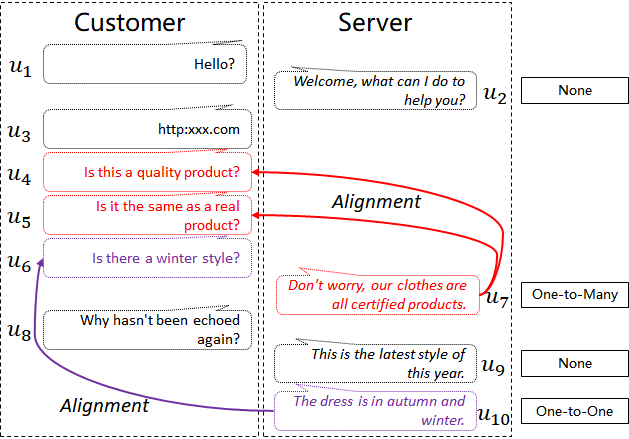 Customer
Server
u1
Hello?
Welcome, what can I do to
help you?
u2
None
u3
http:xxx.com
u4
Is this a quality product?
u5
Is it the same as a real
product?
Alignment
u6
Is there a winter style?
Don't worry, our clothes are
all certified products.
u7
One-to-Many
u8
Why hasn't been echoed
again?
This is the latest style of
this year.
u9
None
Alignment
The dress is in autumn and
winter.
u10
One-to-One